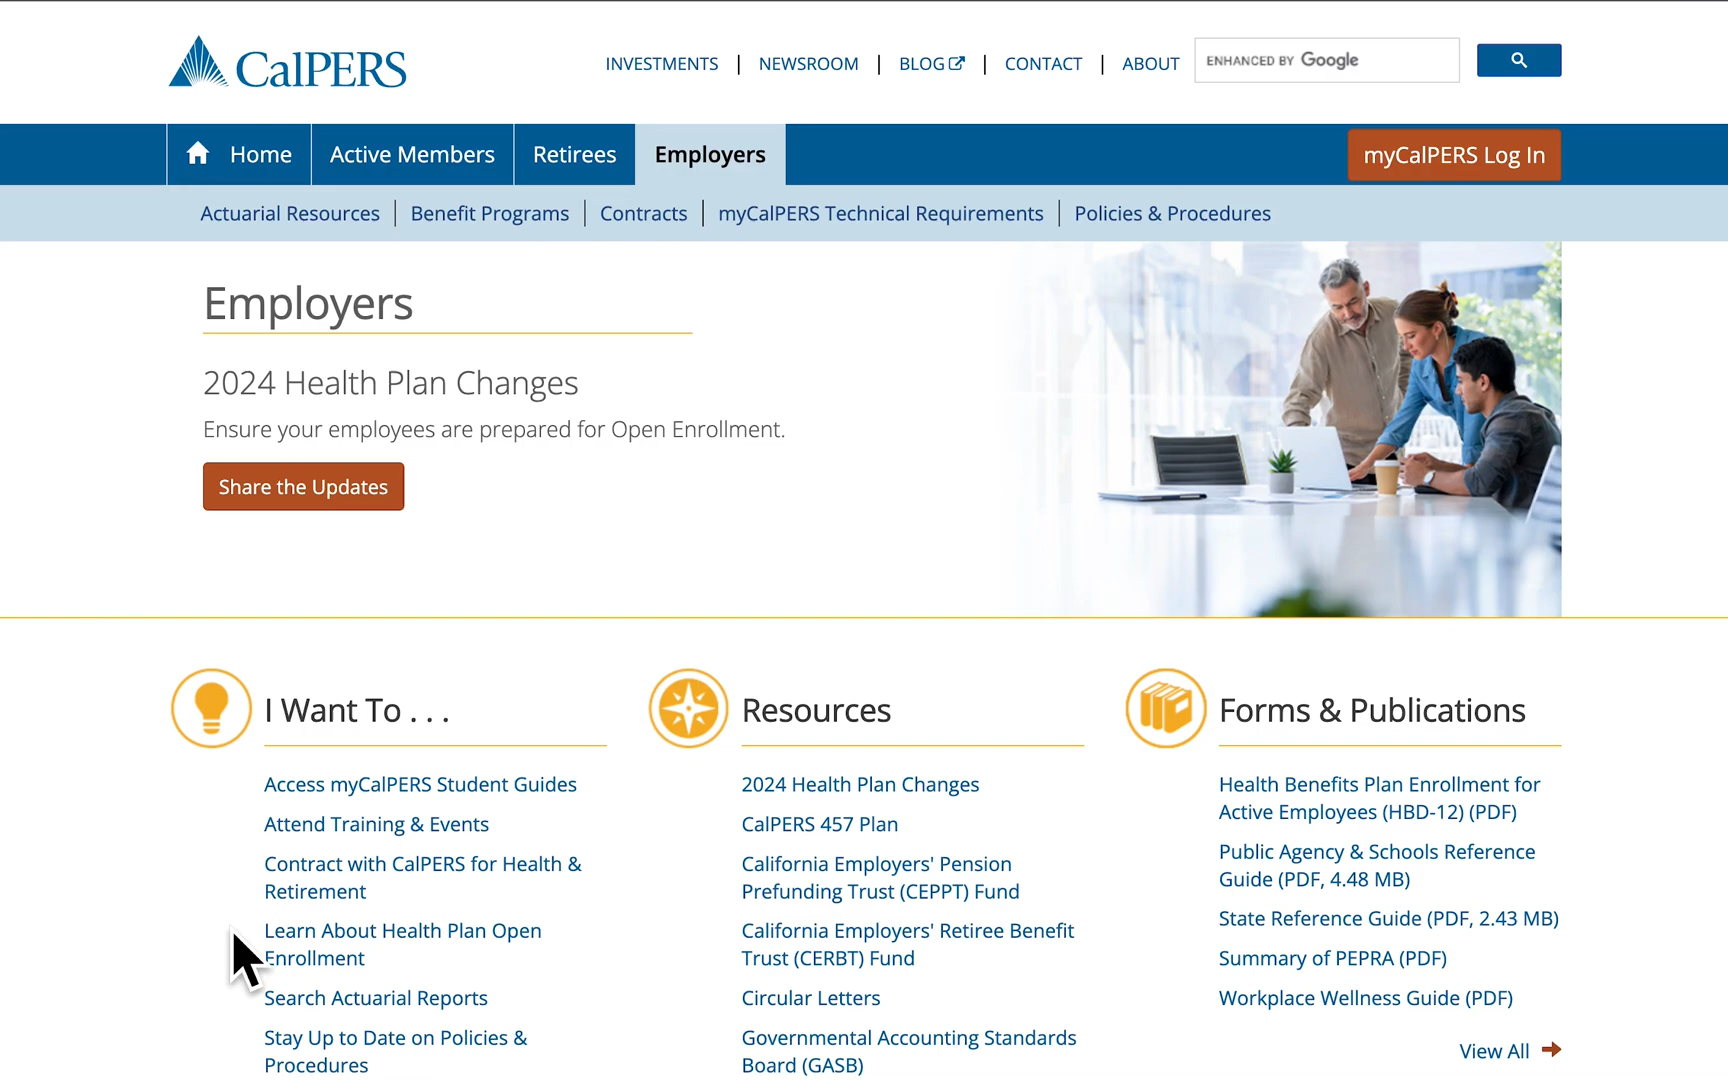 CalPERS
INVESTMENTS | NEWSROOM | BLOG | CONTACT | ABOUT
ENHANCED BY Google
Home
Active Members
Retirees
Employers
myCalPERS Log In
Actuarial Resources | Benefit Programs | Contracts | myCalPERS Technical Requirements | Policies & Procedures
Employers
2024 Health Plan Changes
Ensure your employees are prepared for Open Enrollment.
Share the Updates
I Want To . . .
Access myCalPERS Student Guides
Attend Training & Events
Contract with CalPERS for Health &
Retirement
Learn About Health Plan Open
Enrollment
Search Actuarial Reports
Stay Up to Date on Policies &
Procedures
Resources
2024 Health Plan Changes
CalPERS 457 Plan
California Employers' Pension
Prefunding Trust (CEPPT) Fund
California Employers' Retiree Benefit
Trust (CERBT) Fund
Circular Letters
Governmental Accounting Standards
Board (GASB)
Forms & Publications
Health Benefits Plan Enrollment for
Active Employees (HBD-12) (PDF)
Public Agency & Schools Reference
Guide (PDF, 4.48 MB)
State Reference Guide (PDF, 2.43 MB)
Summary of PEPRA (PDF)
Workplace Wellness Guide (PDF)
View All